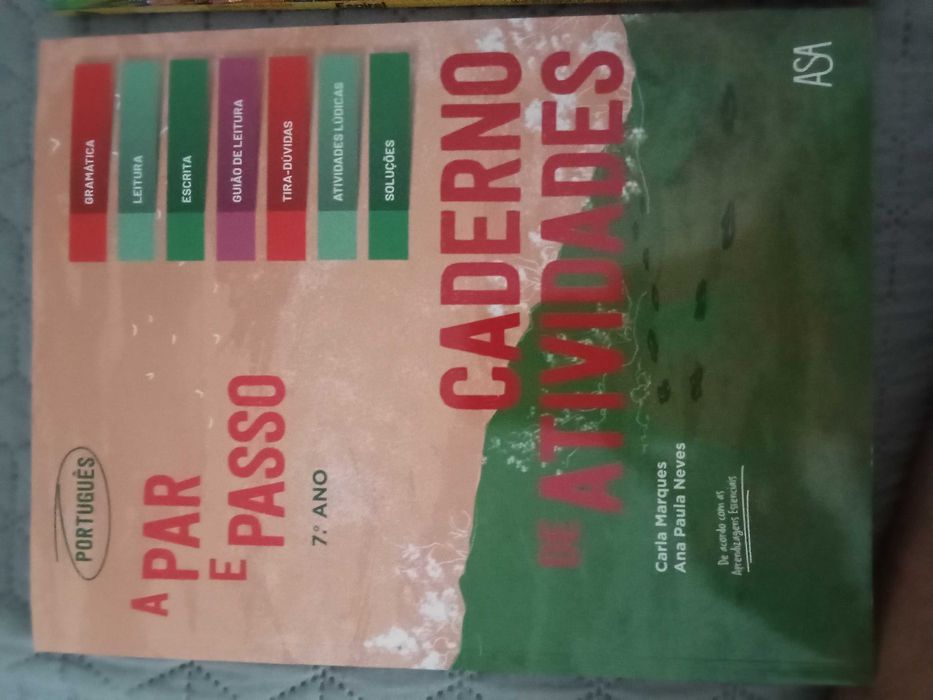 PORTUGUÊS
A PAR
E PASSO
7.º ANO
GRAMÁTICA
LEITURA
ESCRITA
GUIÃO DE LEITURA
TIRA-DÚVIDAS
ATIVIDADES LÚDICAS
SOLUÇÕES
CADERNO
DE ATIVIDADES
Carla Marques
Ana Paula Neves
De acordo com as
Aprendizagens Essenciais
ASA
Espiral